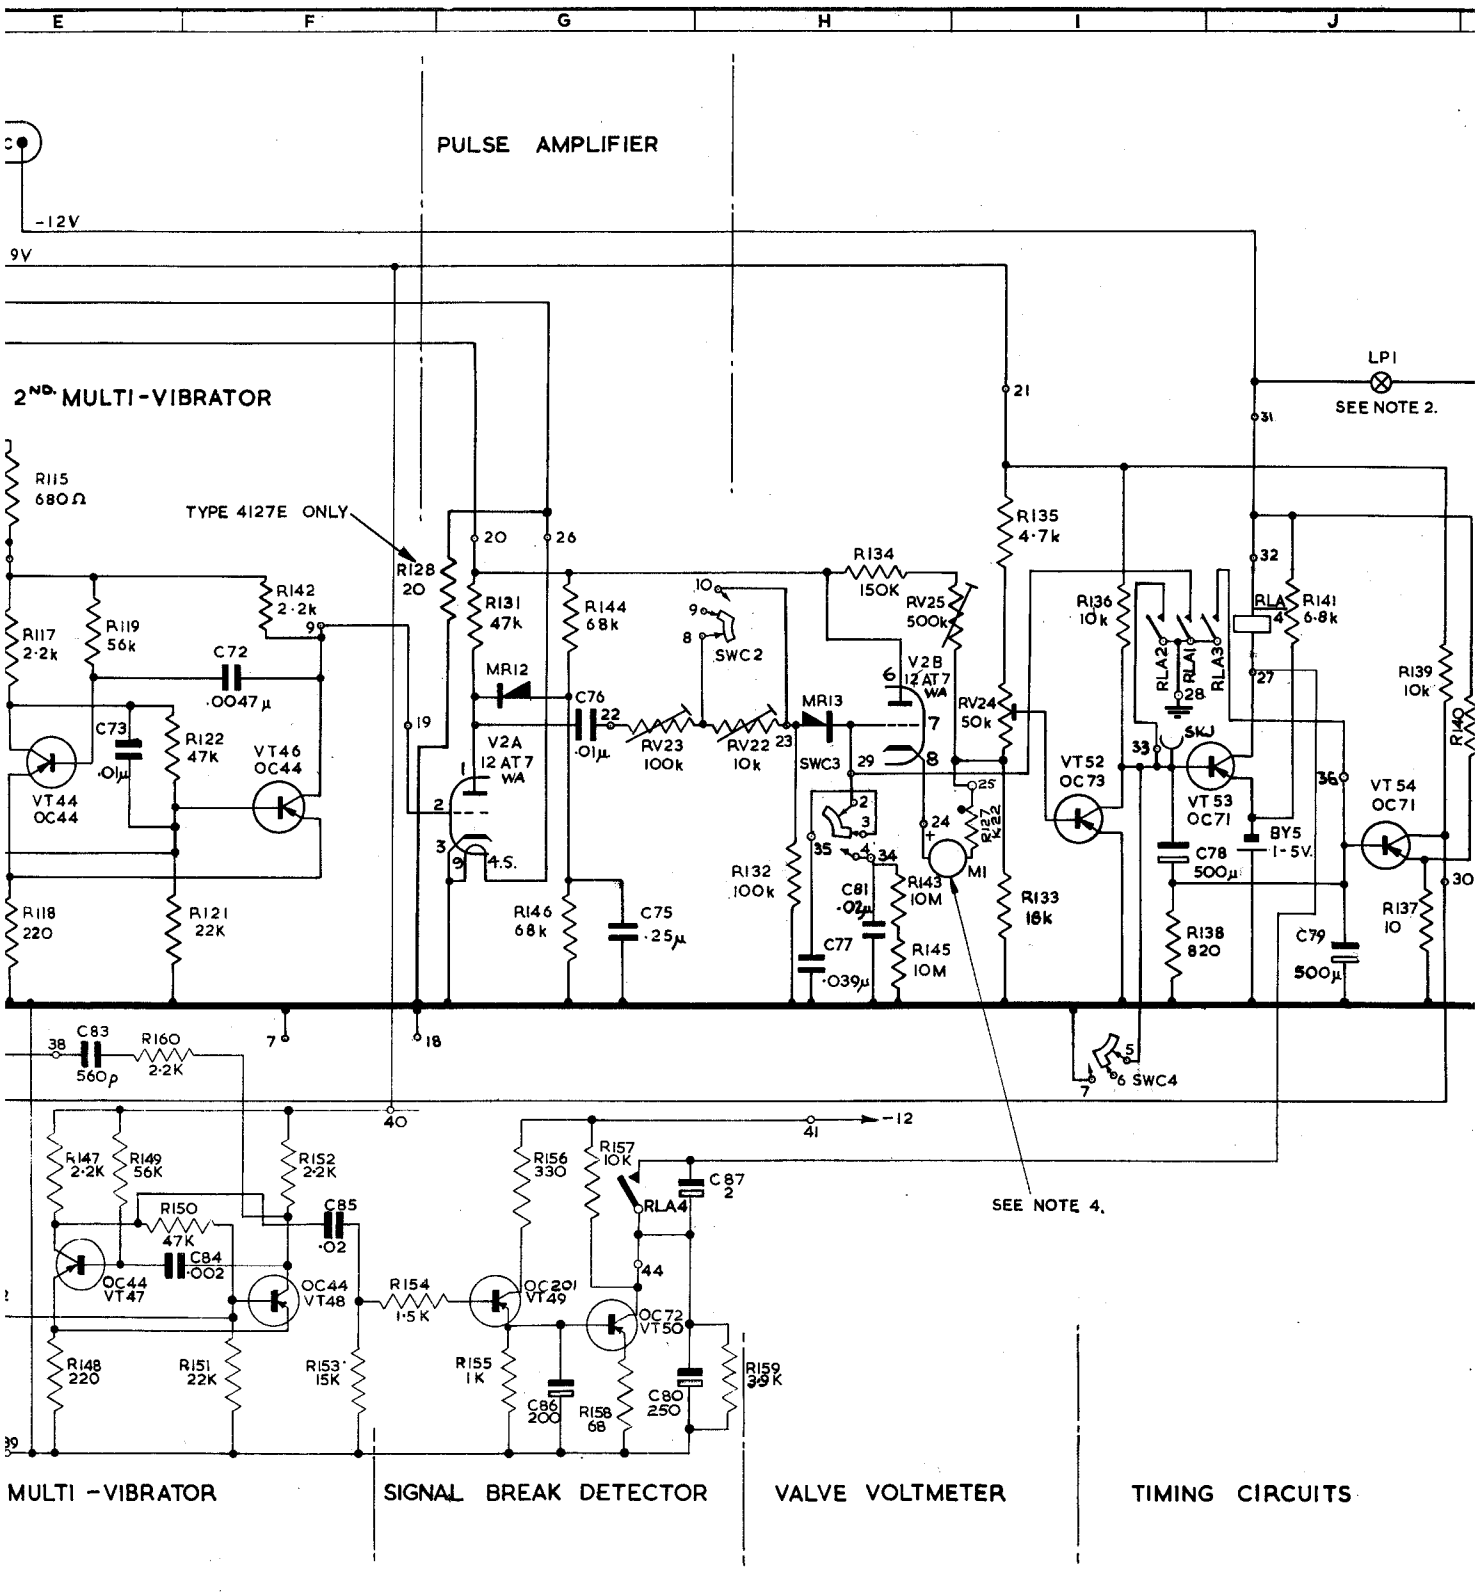 E F G H I J
C
PULSE AMPLIFIER
-12V
9V
LP1
SEE NOTE 2.
2ND. MULTI-VIBRATOR
21
31
R115
680Ω
TYPE 4127E ONLY
20
26
R135
4.7k
32
R128
20
R134
150K
R142
2.2k
10
R131
47k
R144
68k
9
RV25
500k
R136
10k
RLA
4
R141
6.8k
R117
2.2k
R119
56k
9
8
SWC2
RLA2
RLA1
RLA3
C72
.0047µ
MR12
V2B
12AT7
WA
6
R139
10k
27
28
C76
.01µ
22
MR13
RV24
50k
R140
C73
.01µ
R122
47K
19
7
VT46
OC44
V2A
12AT7
WA
RV23
100k
RV22
10k
23
SWC3
29
8
SKJ
33
1
VT52
OC73
VT44
OC44
2
25
VT53
OC71
36
VT54
OC71
2
3
R127
K22
24
+
BY5
1-5V.
3
9
4.S.
35
4
34
M1
R132
100k
C78
500µ
R118
220
R121
22K
R146
68k
C75
.25µ
C81
.02µ
R143
10M
R133
18k
30
R137
10
R138
820
C79
500µ
C77
.039µ
R145
10M
38
C83
560p
R160
2.2K
7
18
5
6 SWC4
7
40
41
-12
R147
2.2K
R149
56K
R152
2.2K
R156
330
R157
10K
C87
2
RLA4
SEE NOTE 4.
R150
47K
C85
.02
C84
.002
44
OC44
VT47
OC44
VT48
R154
1.5K
OC201
VT49
OC72
VT50
2
R148
220
R151
22K
R153
15K
R155
1K
C86
200
R158
68
C80
250
R159
3.9K
39
MULTI-VIBRATOR SIGNAL BREAK DETECTOR VALVE VOLTMETER TIMING CIRCUITS